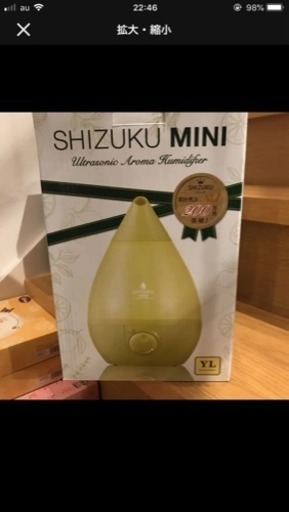 au
22:46
98%
拡大・縮小
SHIZUKU MINI
Ultrasonic Aroma Humidifier
SHIZUKU
YL